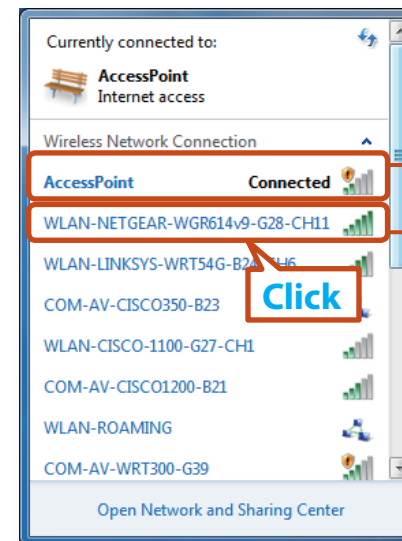 Currently connected to:
AccessPoint
Internet access
Wireless Network Connection
AccessPoint Connected
WLAN-NETGEAR-WGR614v9-G28-CH11
WLAN-LINKSYS-WRT54G-B24-CH6
Click
COM-AV-CISCO350-B23
WLAN-CISCO-1100-G27-CH1
COM-AV-CISCO1200-B21
WLAN-ROAMING
COM-AV-WRT300-G39
Open Network and Sharing Center